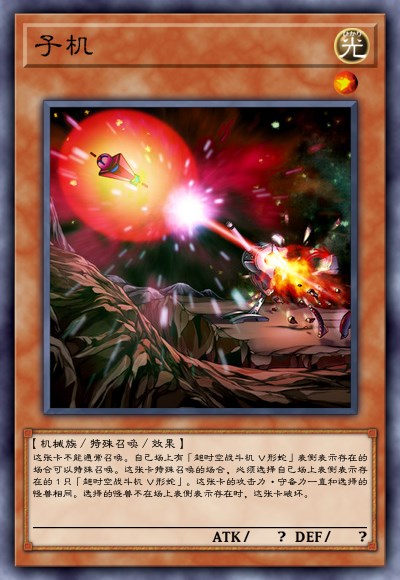 子机
ひかり
光
【机械族／特殊召唤／效果】
这张卡不能通常召唤。自己场上有「超时空战斗机 V形蛇」表侧表示存在的
场合可以特殊召唤。这张卡特殊召唤的场合，必须选择自己场上表侧表示存
在的1只「超时空战斗机 V形蛇」。这张卡的攻击力·守备力一直和选择的
怪兽相同。选择的怪兽不在场上表侧表示存在时，这张卡破坏。
ATK/ ? DEF/ ?